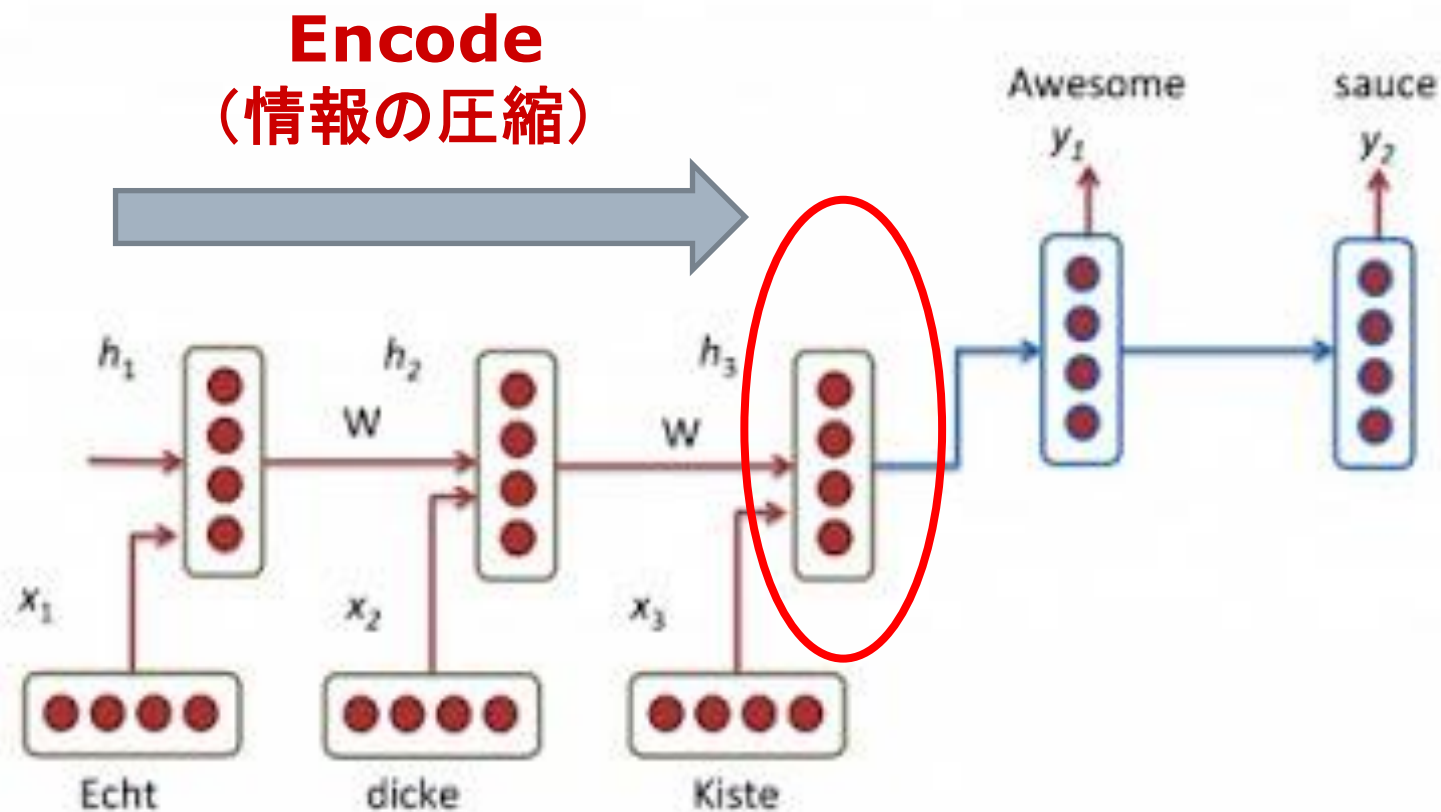 Encode
（情報の圧縮）
Awesome
sauce
y1
y2
h1
h2
h3
W
W
x1
x2
x3
Echt
dicke
Kiste